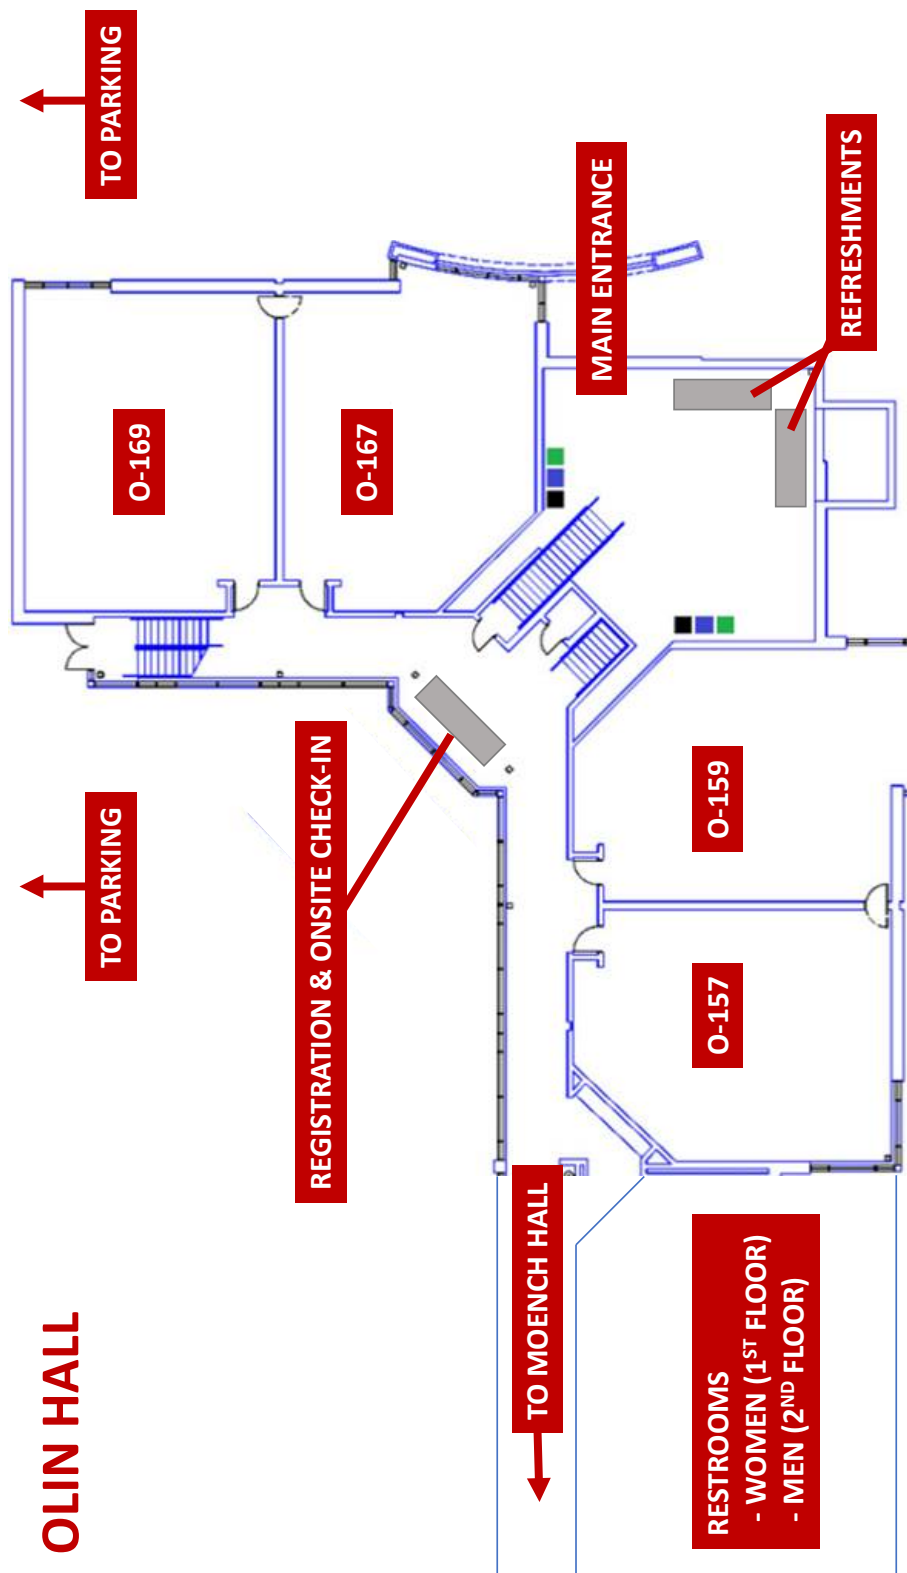 OLIN HALL
TO PARKING
TO PARKING
REGISTRATION & ONSITE CHECK-IN
O-169
O-167
MAIN ENTRANCE
REFRESHMENTS
O-159
O-157
TO MOENCH HALL
RESTROOMS
- WOMEN (1ST FLOOR)
- MEN (2ND FLOOR)